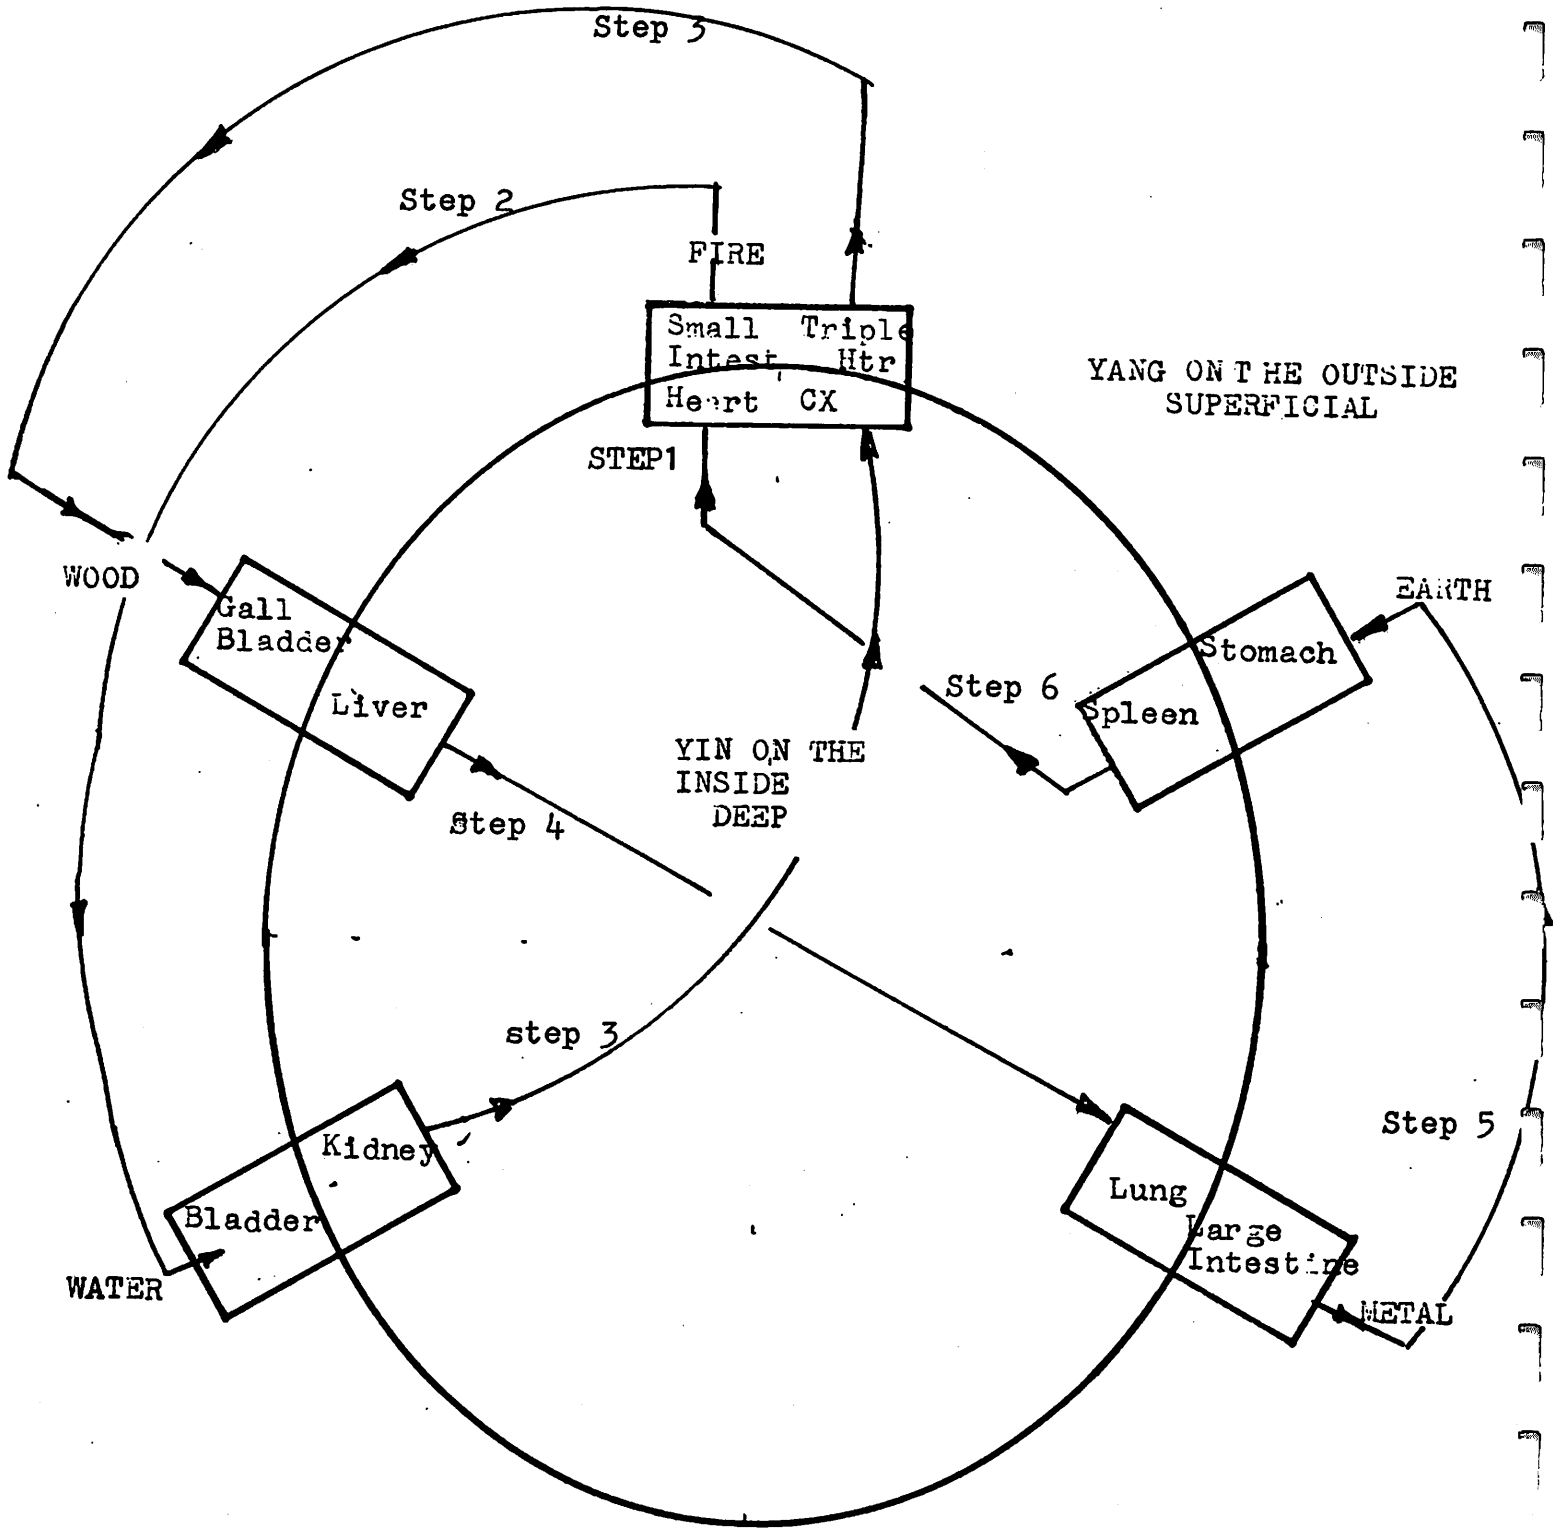 Step 3
Step 2
FIRE
Small Triple
Intest Htr
Heart CX
YANG ON T HE OUTSIDE
SUPERFICIAL
STEP1
WOOD
EARTH
Gall
Bladder
Stomach
Liver
Step 6
Spleen
YIN ON THE
INSIDE
DEEP
Step 4
step 3
Step 5
Kidney
Lung
Bladder
Large
Intestine
WATER
METAL